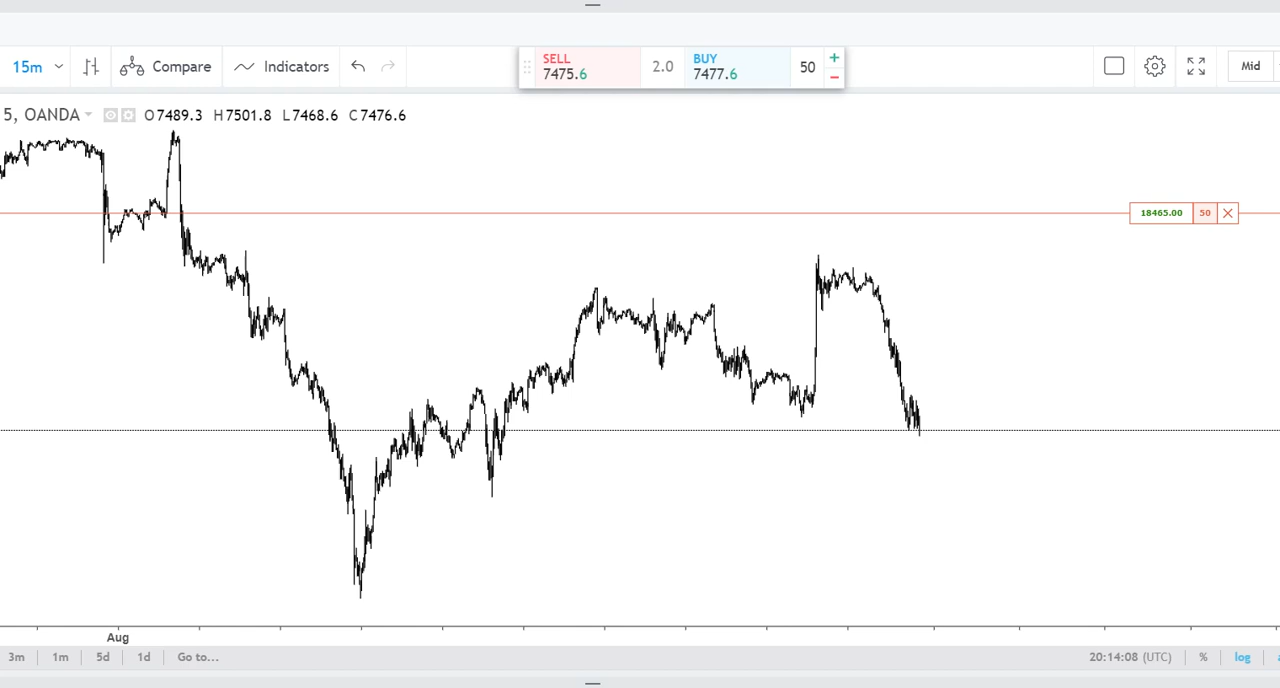 15m Compare Indicators SELL 7475.6 2.0 BUY 7477.6 50 + − Mid
5, OANDA O7489.3 H7501.8 L7468.6 C7476.6
18465.00 50
Aug
3m 1m 5d 1d Go to... 20:14:08 (UTC) % log